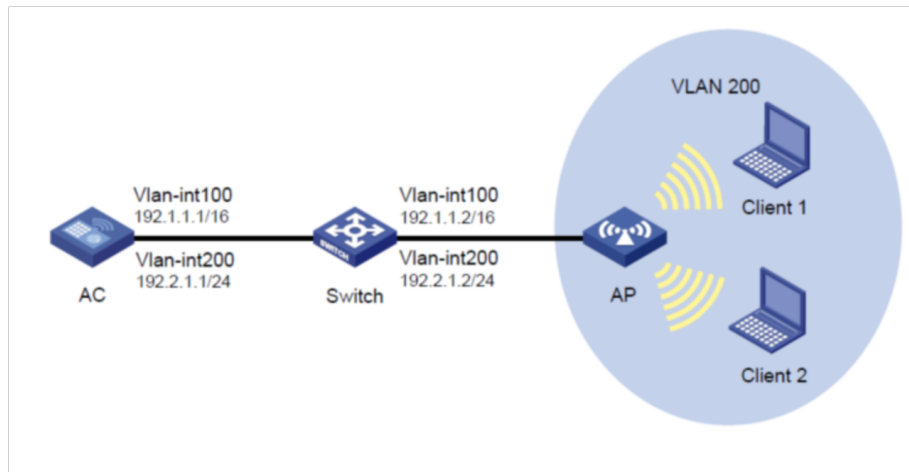 VLAN 200
Vlan-int100
192.1.1.1/16
Vlan-int200
192.2.1.1/24
AC
Vlan-int100
192.1.1.2/16
Vlan-int200
192.2.1.2/24
SWITCH
Switch
AP
Client 1
Client 2